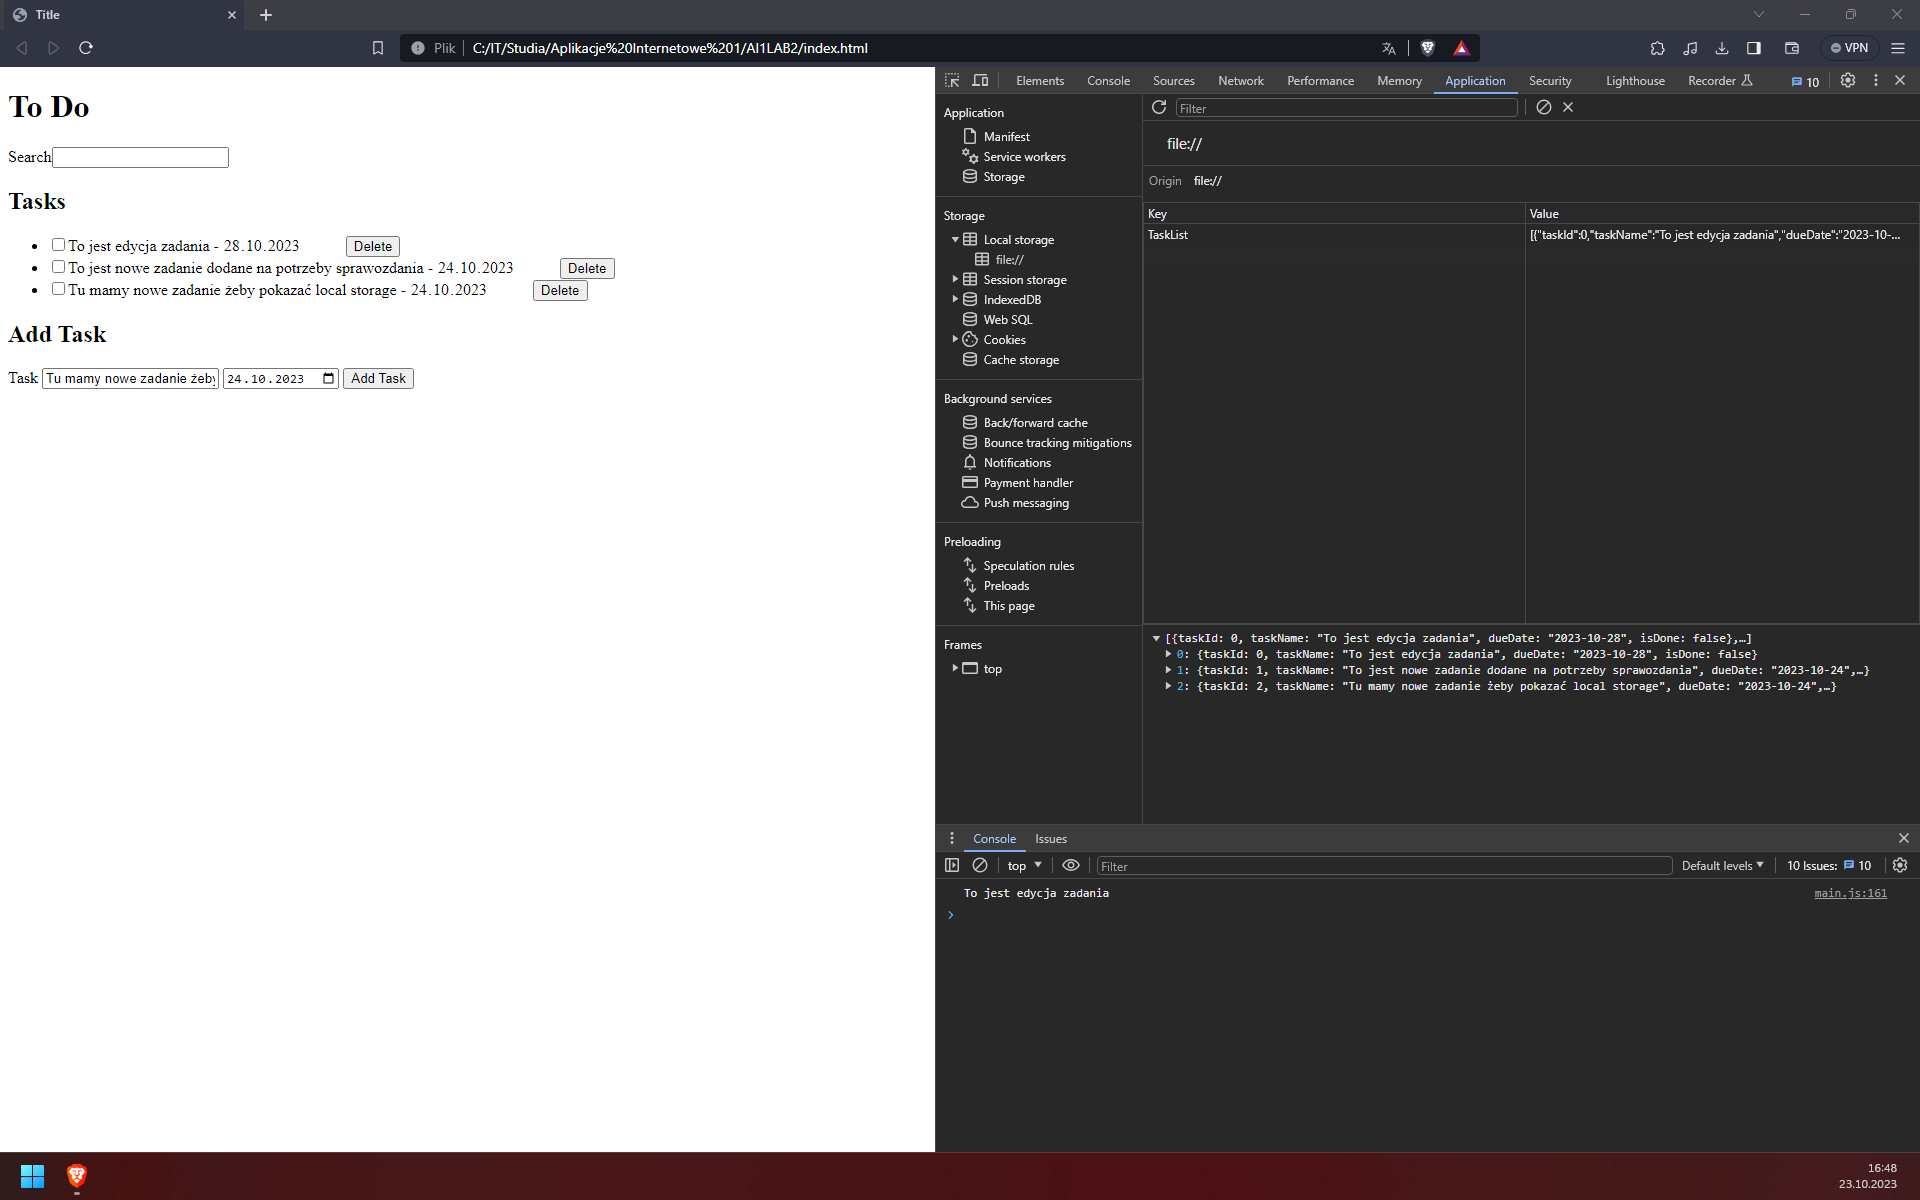 Title
Plik C:/IT/Studia/Aplikacje%20Internetowe%201/AI1LAB2/index.html
VPN
To Do
Search
Tasks
To jest edycja zadania - 28.10.2023 Delete
To jest nowe zadanie dodane na potrzeby sprawozdania - 24.10.2023 Delete
Tu mamy nowe zadanie żeby pokazać local storage - 24.10.2023 Delete
Add Task
Task Tu mamy nowe zadanie żeby 24.10.2023 Add Task
Elements Console Sources Network Performance Memory Application Security Lighthouse Recorder 10
Application
Manifest
Service workers
Storage
Storage
Local storage
file://
Session storage
IndexedDB
Web SQL
Cookies
Cache storage
Background services
Back/forward cache
Bounce tracking mitigations
Notifications
Payment handler
Push messaging
Preloading
Speculation rules
Preloads
This page
Frames
top
Filter
file://
Origin file://
Key Value
TaskList [{"taskId":0,"taskName":"To jest edycja zadania","dueDate":"2023-10-...
[{taskId: 0, taskName: "To jest edycja zadania", dueDate: "2023-10-28", isDone: false},…]
0: {taskId: 0, taskName: "To jest edycja zadania", dueDate: "2023-10-28", isDone: false}
1: {taskId: 1, taskName: "To jest nowe zadanie dodane na potrzeby sprawozdania", dueDate: "2023-10-24",…}
2: {taskId: 2, taskName: "Tu mamy nowe zadanie żeby pokazać local storage", dueDate: "2023-10-24",…}
Console Issues
top Filter Default levels 10 Issues: 10
To jest edycja zadania main.js:161
16:48
23.10.2023